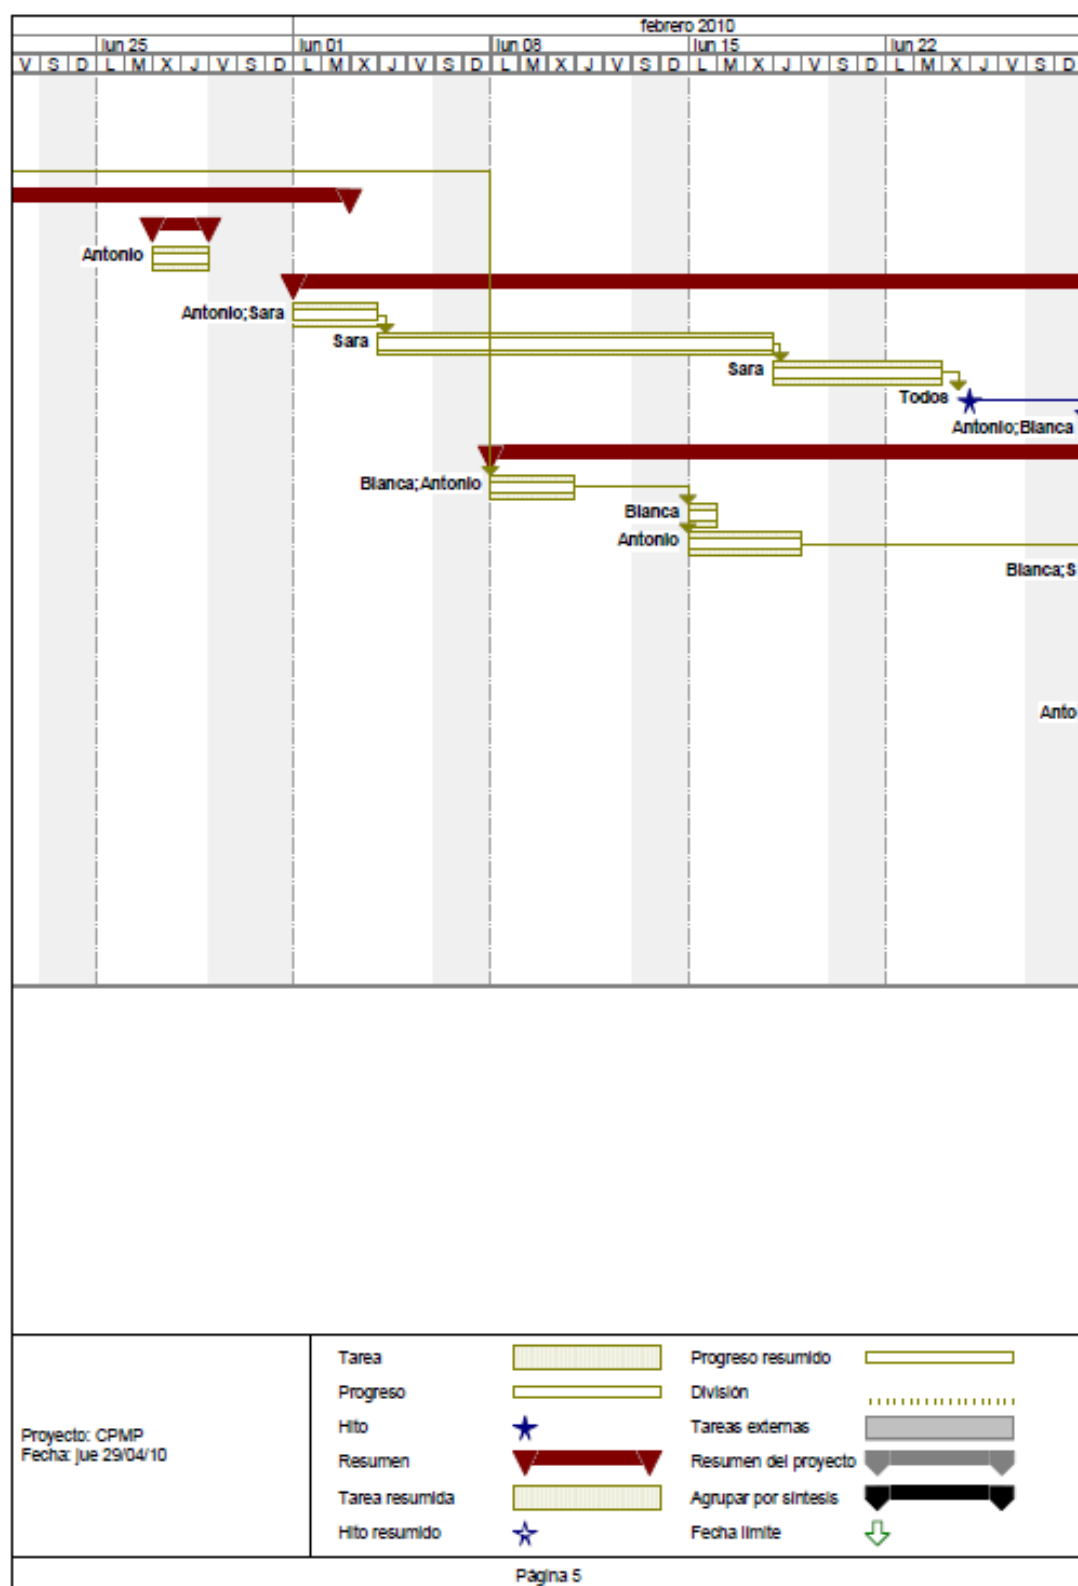 febrero 2010
lun 25 lun 01 lun 08 lun 15 lun 22
V S D L M X J V S D L M X J V S D L M X J V S D L M X J V S D L M X J V S D
Antonio
Antonio;Sara
Sara
Sara
Todos
Antonio;Blanca
Blanca;Antonio
Blanca
Antonio
Blanca;S
Anto
Proyecto: CPMP
Fecha: jue 29/04/10
Tarea
Progreso
Hito
Resumen
Tarea resumida
Hito resumido
Progreso resumido
División
Tareas externas
Resumen del proyecto
Agrupar por síntesis
Fecha límite
Página 5